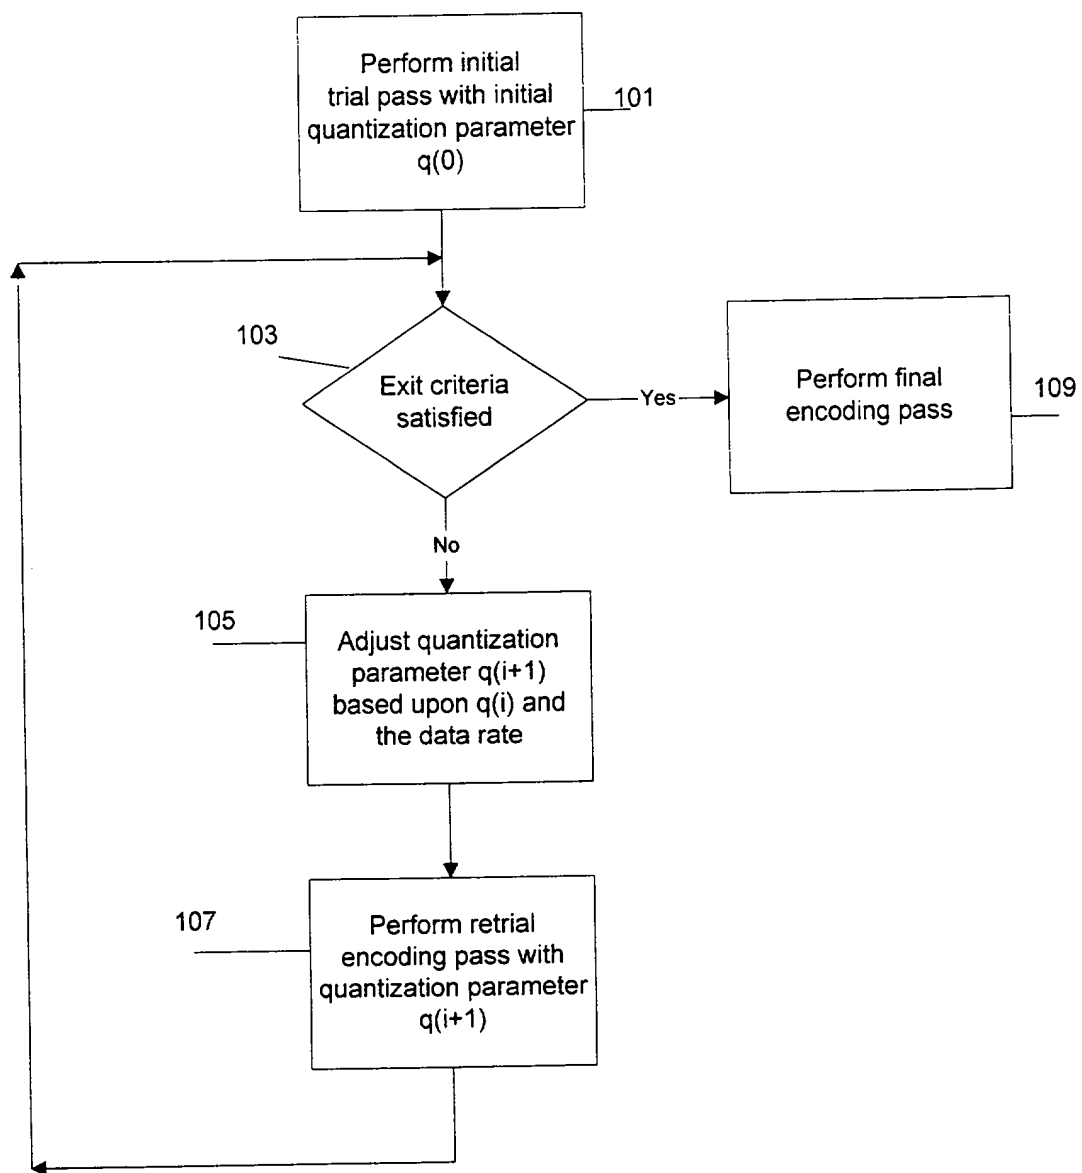 Perform initial
trial pass with initial
quantization parameter
q(0)
101
103
Exit criteria
satisfied
Yes
Perform final
encoding pass
109
No
105
Adjust quantization
parameter q(i+1)
based upon q(i) and
the data rate
107
Perform retrial
encoding pass with
quantization parameter
q(i+1)